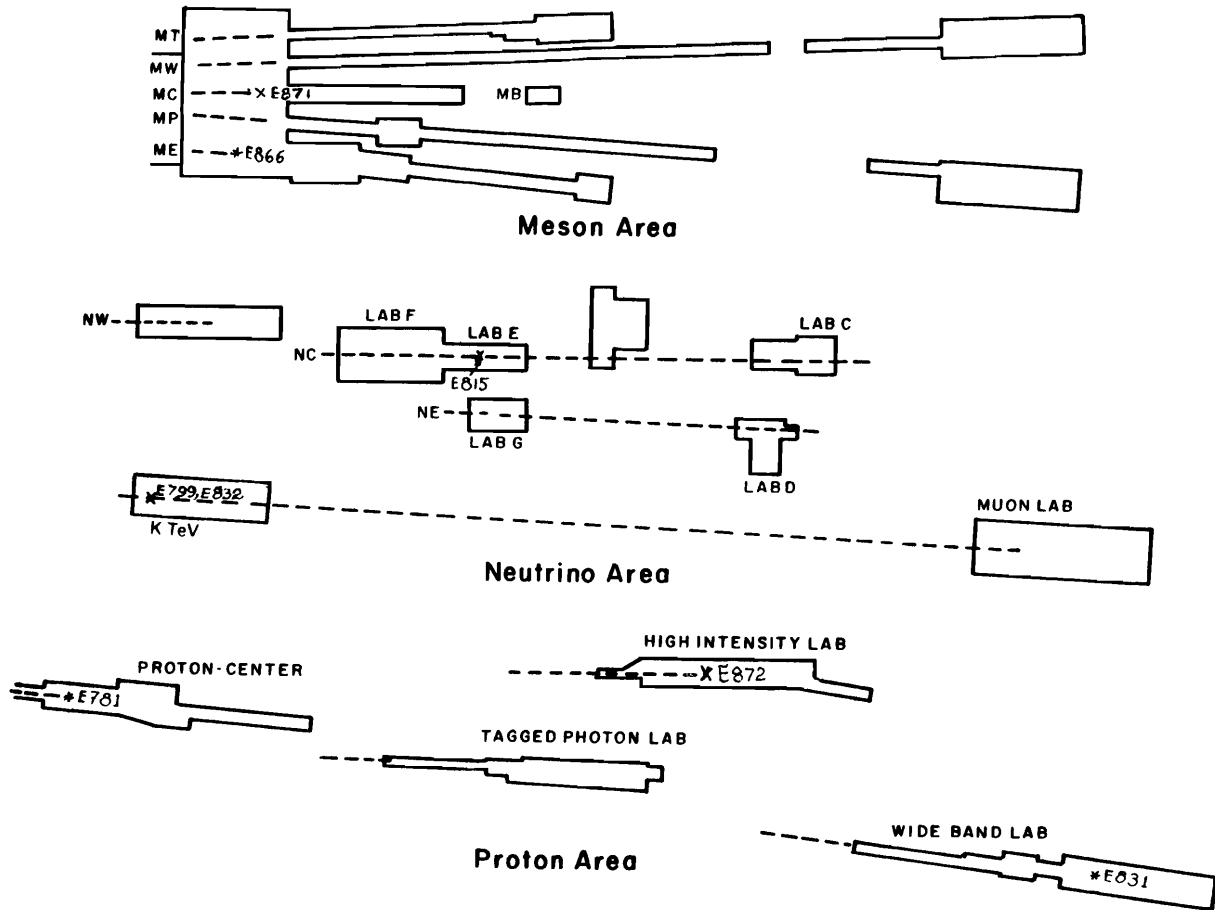 MT
MW
MC
E871
MB
MP
ME
E866
Meson Area
NW
LAB F
LAB E
LAB C
NC
E815
NE
LAB G
LAB D
E799, E832
K TeV
MUON LAB
Neutrino Area
HIGH INTENSITY LAB
PROTON-CENTER
E872
E781
TAGGED PHOTON LAB
WIDE BAND LAB
Proton Area
E831